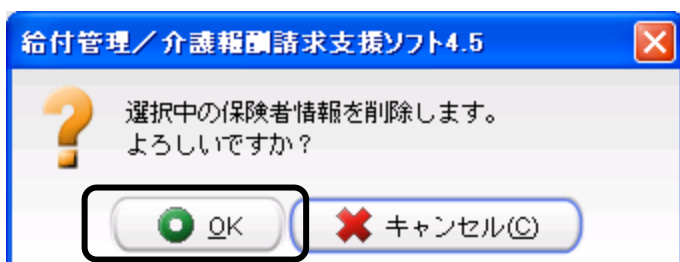 給付管理／介護報酬請求支援ソフト4.5
選択中の保険者情報を削除します。
よろしいですか？
OK
キャンセル(C)